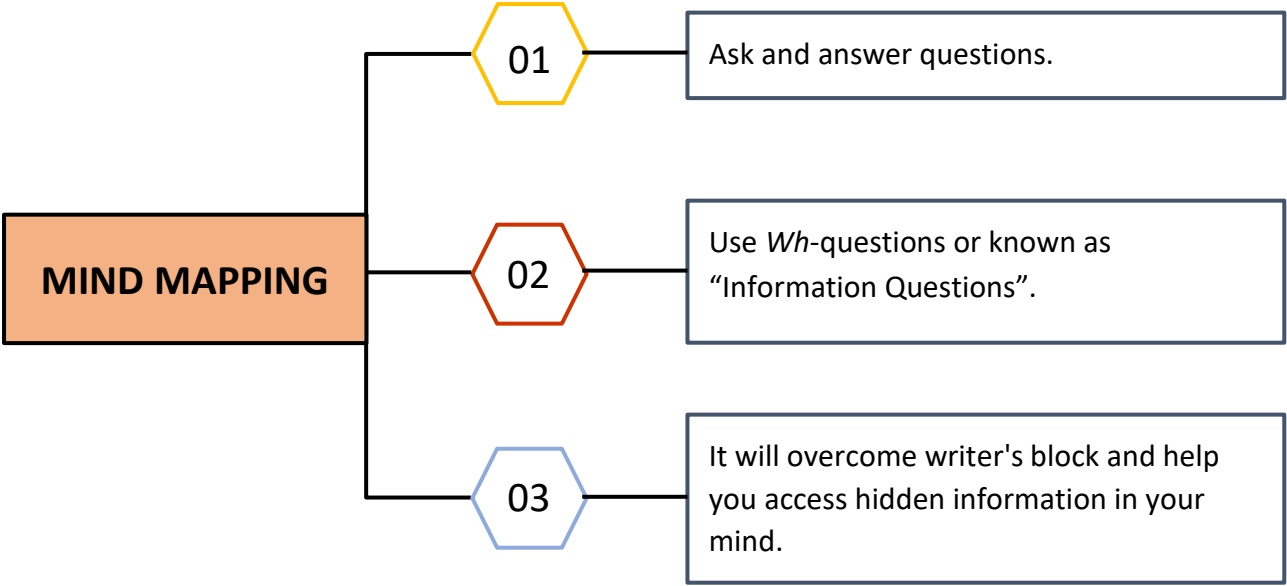 01
Ask and answer questions.
MIND MAPPING
02
Use Wh-questions or known as
“Information Questions”.
03
It will overcome writer's block and help
you access hidden information in your
mind.